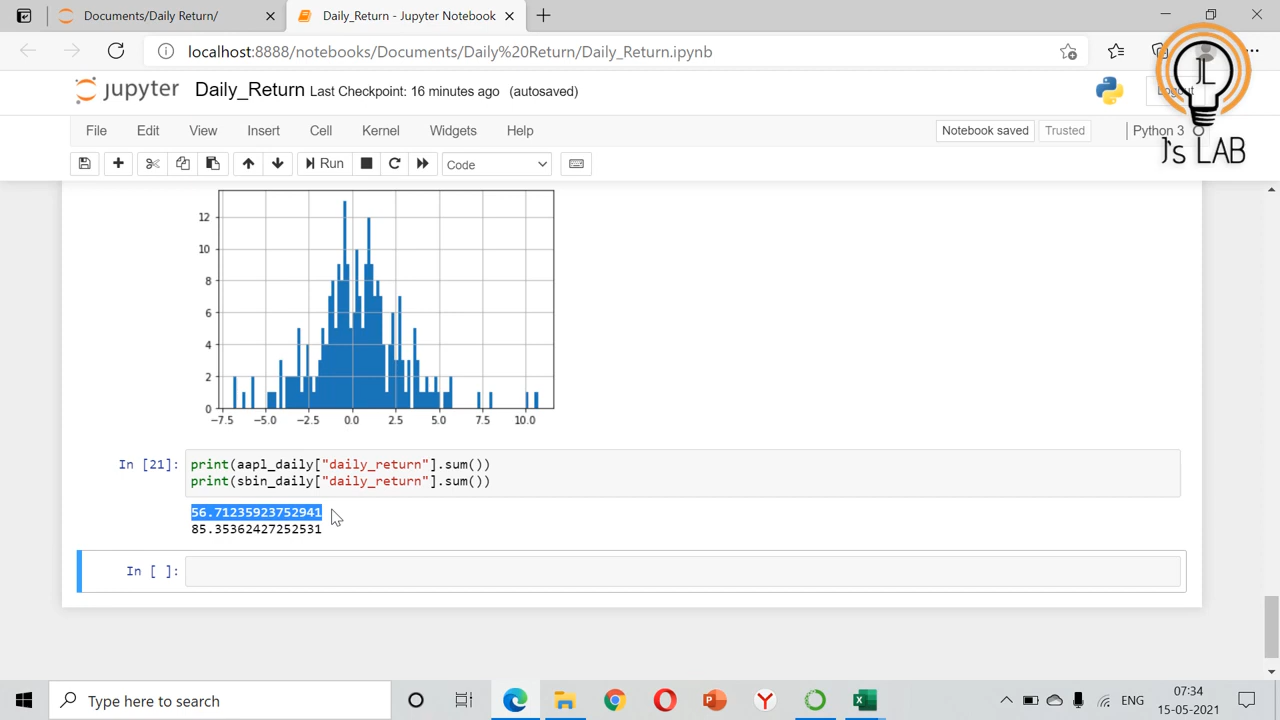 Documents/Daily Return/
Daily_Return - Jupyter Notebook
localhost:8888/notebooks/Documents/Daily%20Return/Daily_Return.ipynb
jupyter Daily_Return Last Checkpoint: 16 minutes ago (autosaved)
Logout
JL
J's LAB
File Edit View Insert Cell Kernel Widgets Help
Notebook saved Trusted Python 3
Run Code
12
10
8
6
4
2
0
−7.5 −5.0 −2.5 0.0 2.5 5.0 7.5 10.0
In [21]: print(aapl_daily["daily_return"].sum())
print(sbin_daily["daily_return"].sum())
56.71235923752941
85.35362427252531
In [ ]:
Type here to search
ENG
07:34
15-05-2021